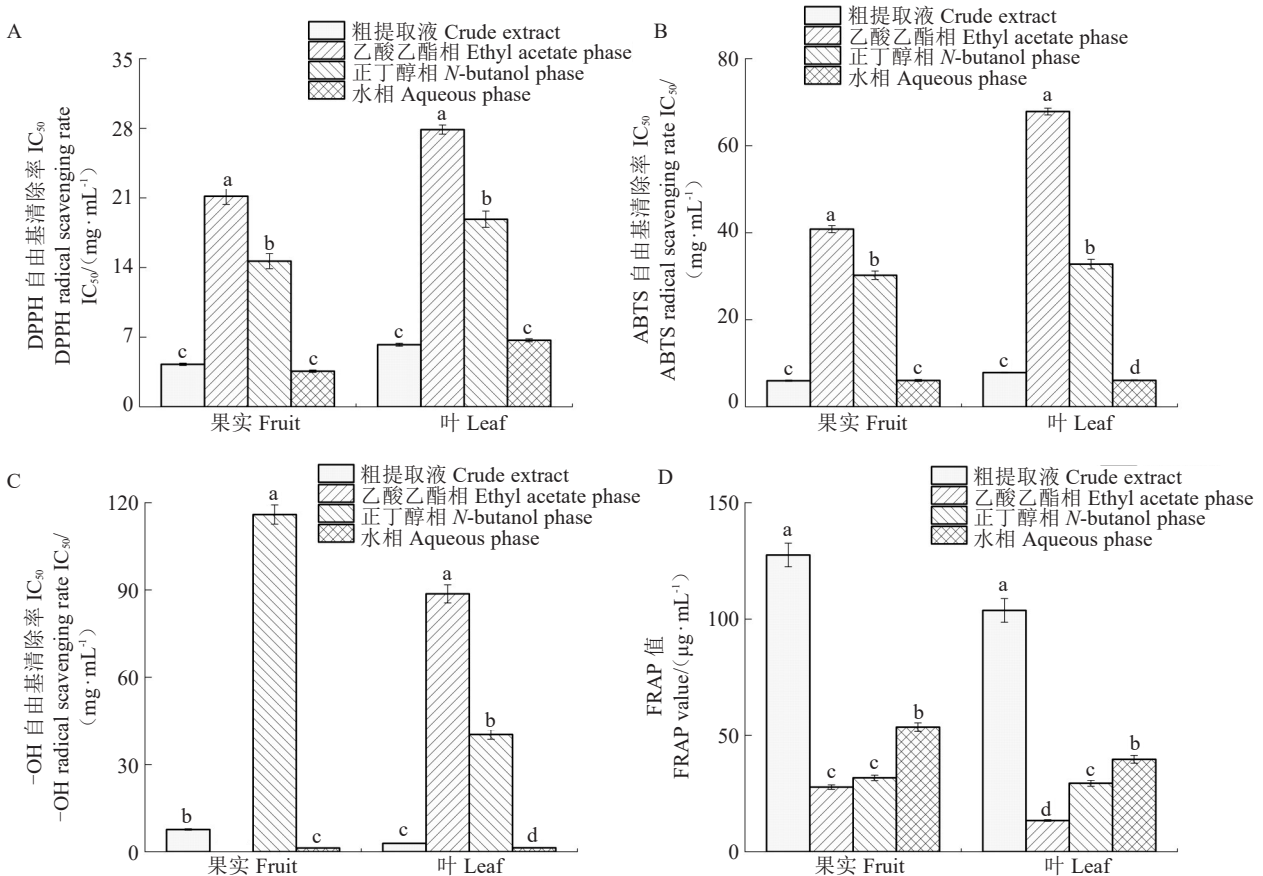 A
粗提取液 Crude extract
乙酸乙酯相 Ethyl acetate phase
正丁醇相 N-butanol phase
水相 Aqueous phase
DPPH 自由基清除率 IC₅₀
DPPH radical scavenging rate
IC₅₀/(mg·mL⁻¹)
35
28
21
14
7
0
c
a
b
c
c
a
b
c
果实 Fruit
叶 Leaf
B
粗提取液 Crude extract
乙酸乙酯相 Ethyl acetate phase
正丁醇相 N-butanol phase
水相 Aqueous phase
ABTS 自由基清除率 IC₅₀
ABTS radical scavenging rate IC₅₀/
(mg·mL⁻¹)
80
60
40
20
0
c
a
b
c
c
a
b
d
果实 Fruit
叶 Leaf
C
粗提取液 Crude extract
乙酸乙酯相 Ethyl acetate phase
正丁醇相 N-butanol phase
水相 Aqueous phase
–OH 自由基清除率 IC₅₀
–OH radical scavenging rate IC₅₀/
(mg·mL⁻¹)
120
90
60
30
0
b
a
c
c
a
b
d
果实 Fruit
叶 Leaf
D
粗提取液 Crude extract
乙酸乙酯相 Ethyl acetate phase
正丁醇相 N-butanol phase
水相 Aqueous phase
FRAP 值
FRAP value/(μg·mL⁻¹)
150
100
50
0
a
c
c
b
a
d
c
b
果实 Fruit
叶 Leaf